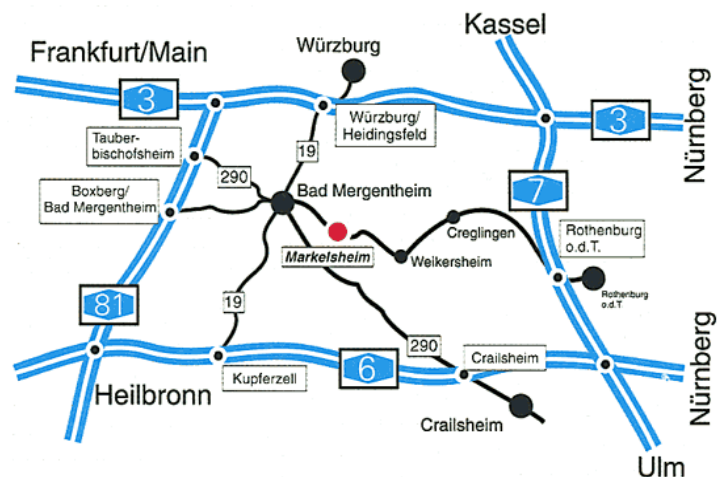 Kassel
Würzburg
Frankfurt/Main
3
Würzburg/
Heidingsfeld
3
Nürnberg
Tauber-
bischofsheim
19
290
7
Boxberg/
Bad Mergentheim
Bad Mergentheim
Creglingen
Rothenburg
o.d.T.
Markelsheim
Weikersheim
Rothenburg
o.d.T
81
19
290
6
Crailsheim
Kupferzell
Heilbronn
Crailsheim
Nürnberg
Ulm